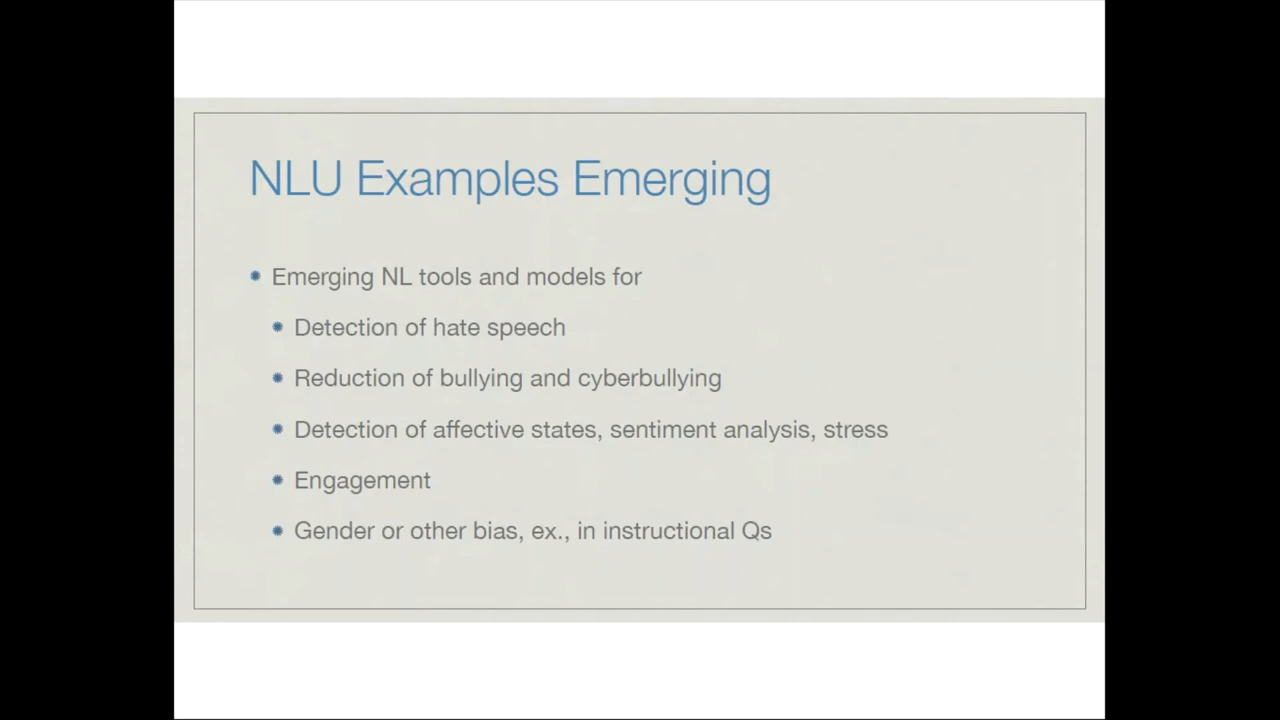 NLU Examples Emerging
Emerging NL tools and models for
Detection of hate speech
Reduction of bullying and cyberbullying
Detection of affective states, sentiment analysis, stress
Engagement
Gender or other bias, ex., in instructional Qs